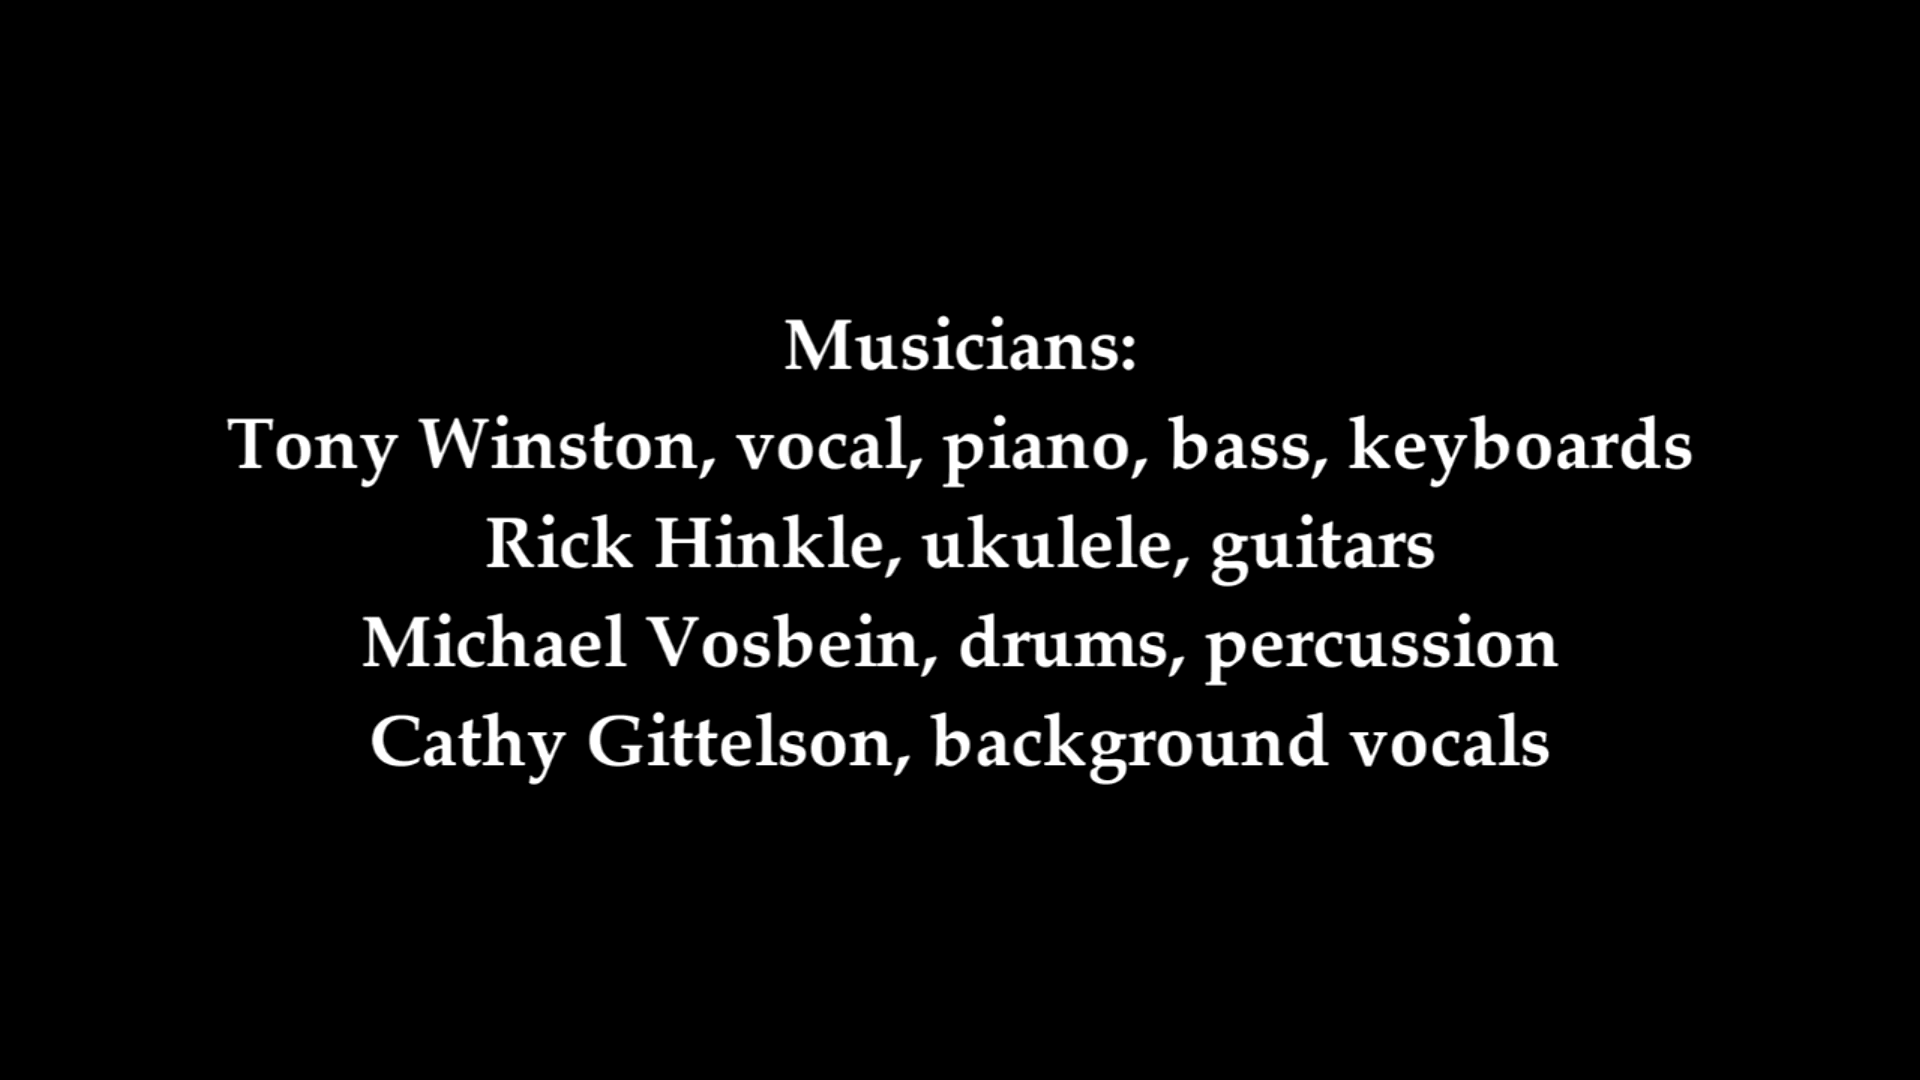 Musicians:
Tony Winston, vocal, piano, bass, keyboards
Rick Hinkle, ukulele, guitars
Michael Vosbein, drums, percussion
Cathy Gittelson, background vocals